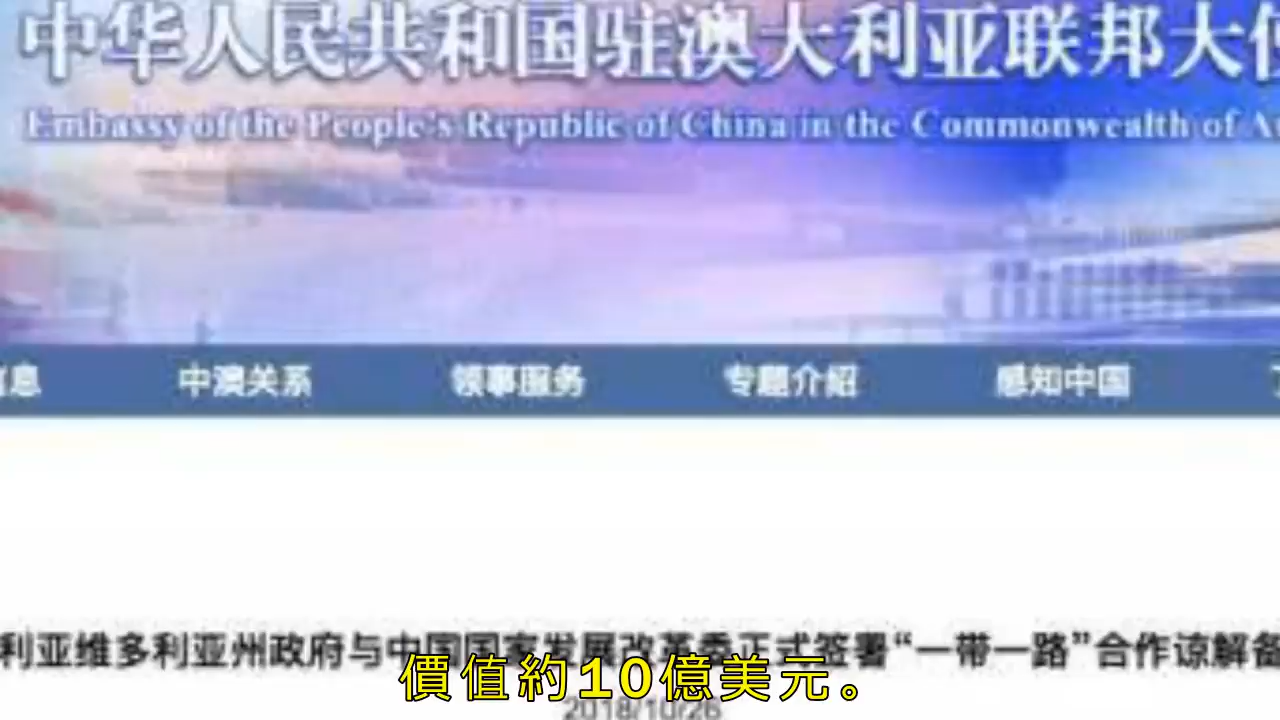 中华人民共和国驻澳大利亚联邦大使
Embassy of the People's Republic of China in the Commonwealth of
息 中澳关系 领事服务 专题介绍 感知中国
利亚维多利亚州政府与中国国家发展改革委正式签署“一带一路”合作谅解备
價值約10億美元。
2018/10/26